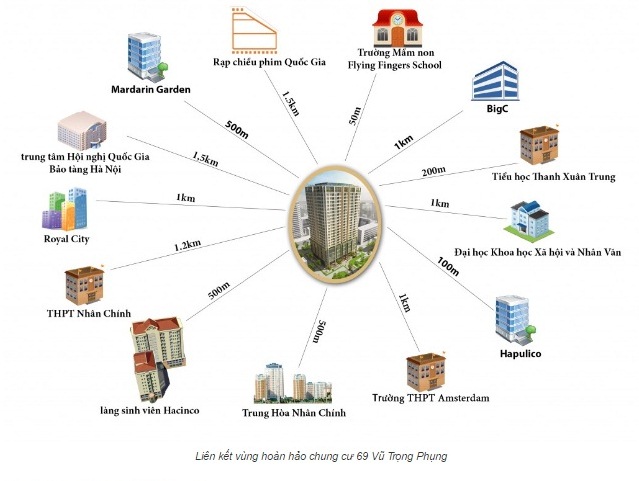 Rạp chiếu phim Quốc Gia
1.5km
Trường Mầm non
Flying Fingers School
50m
Mardarin Garden
500m
BigC
1km
trung tâm Hội nghị Quốc Gia
Bảo tàng Hà Nội
1,5km
Tiểu học Thanh Xuân Trung
200m
Royal City
1km
Đại học Khoa học Xã hội và Nhân Văn
1km
THPT Nhân Chính
1.2km
Hapulico
100m
làng sinh viên Hacinco
500m
Trung Hòa Nhân Chính
500m
Trường THPT Amsterdam
1km
Liên kết vùng hoàn hảo chung cư 69 Vũ Trọng Phụng